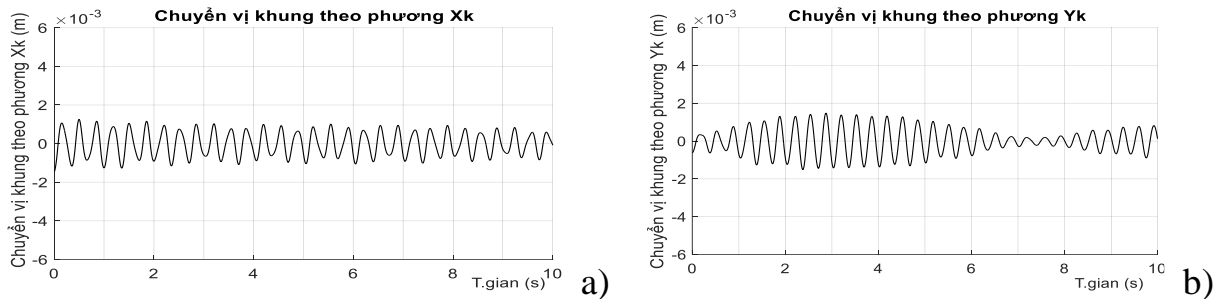 Chuyển vị khung theo phương Xk
×10⁻³
Chuyển vị khung theo phương Xk (m)
6
4
2
0
-2
-4
-6
0 2 4 6 8 10
T.gian (s)
a)
Chuyển vị khung theo phương Yk
×10⁻³
Chuyển vị khung theo phương Yk (m)
6
4
2
0
-2
-4
-6
0 2 4 6 8 10
T.gian (s)
b)